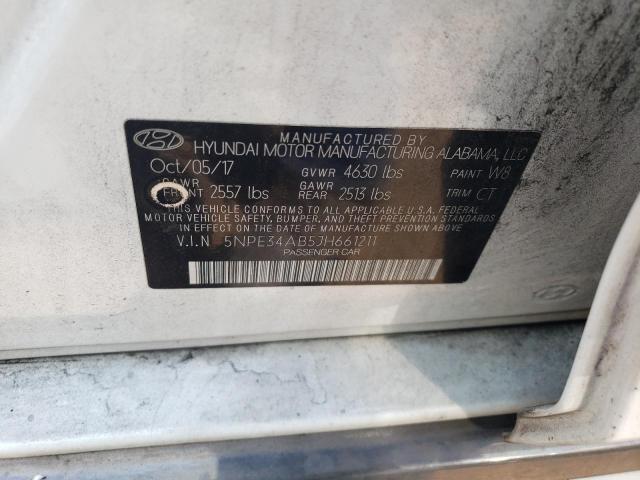 MANUFACTURED BY
HYUNDAI MOTOR MANUFACTURING ALABAMA, LLC
Oct/05/17 GVWR 4630 lbs PAINT W8
GAWR GAWR
FRONT 2557 lbs REAR 2513 lbs TRIM CT
THIS VEHICLE CONFORMS TO ALL APPLICABLE U.S.A. FEDERAL
MOTOR VEHICLE SAFETY, BUMPER, AND THEFT PREVENTION
STANDARDS IN EFFECT ON THE DATE OF MANUFACTURE SHOWN ABOVE.
V.I.N 5NPE34AB5JH661211
PASSENGER CAR